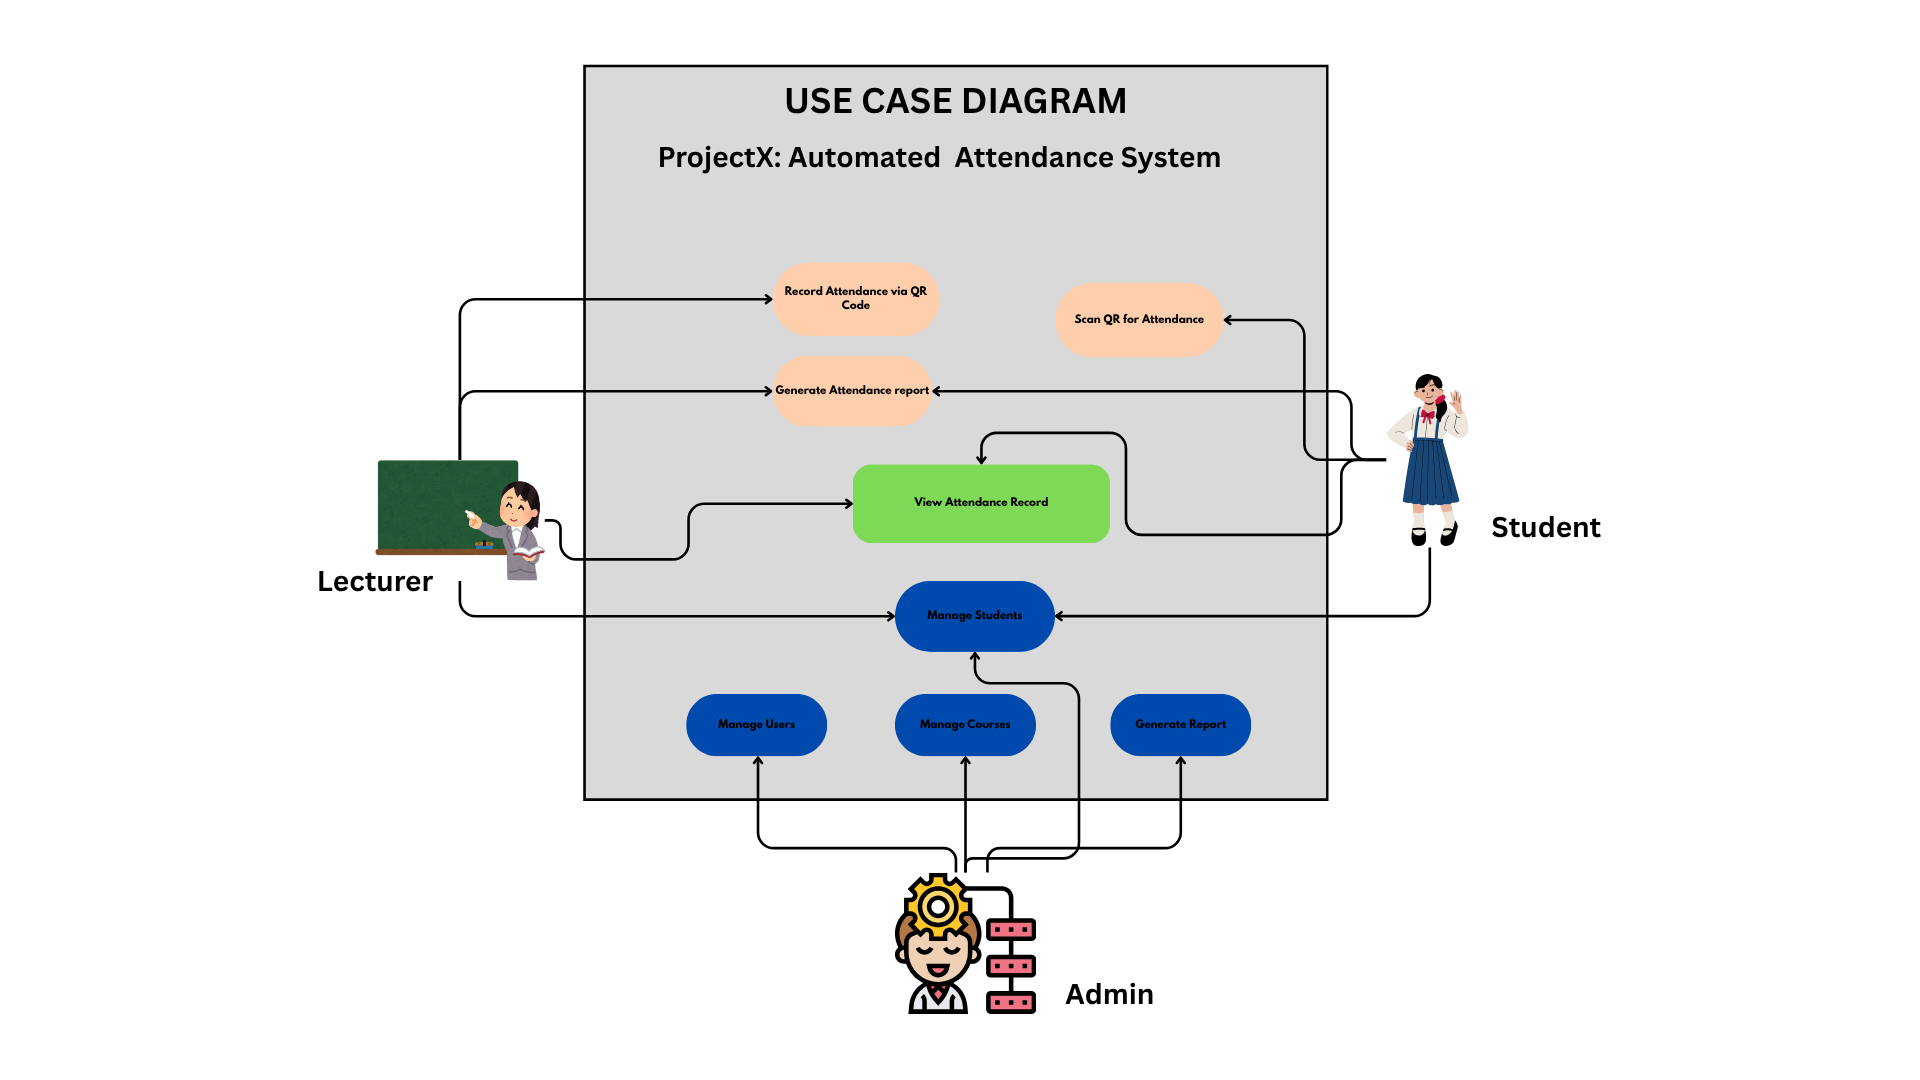 USE CASE DIAGRAM
ProjectX: Automated  Attendance System
Record Attendance via QR
Code
Scan QR for Attendance
Generate Attendance report
View Attendance Record
Student
Lecturer
Manage Students
Manage Users
Manage Courses
Generate Report
Admin